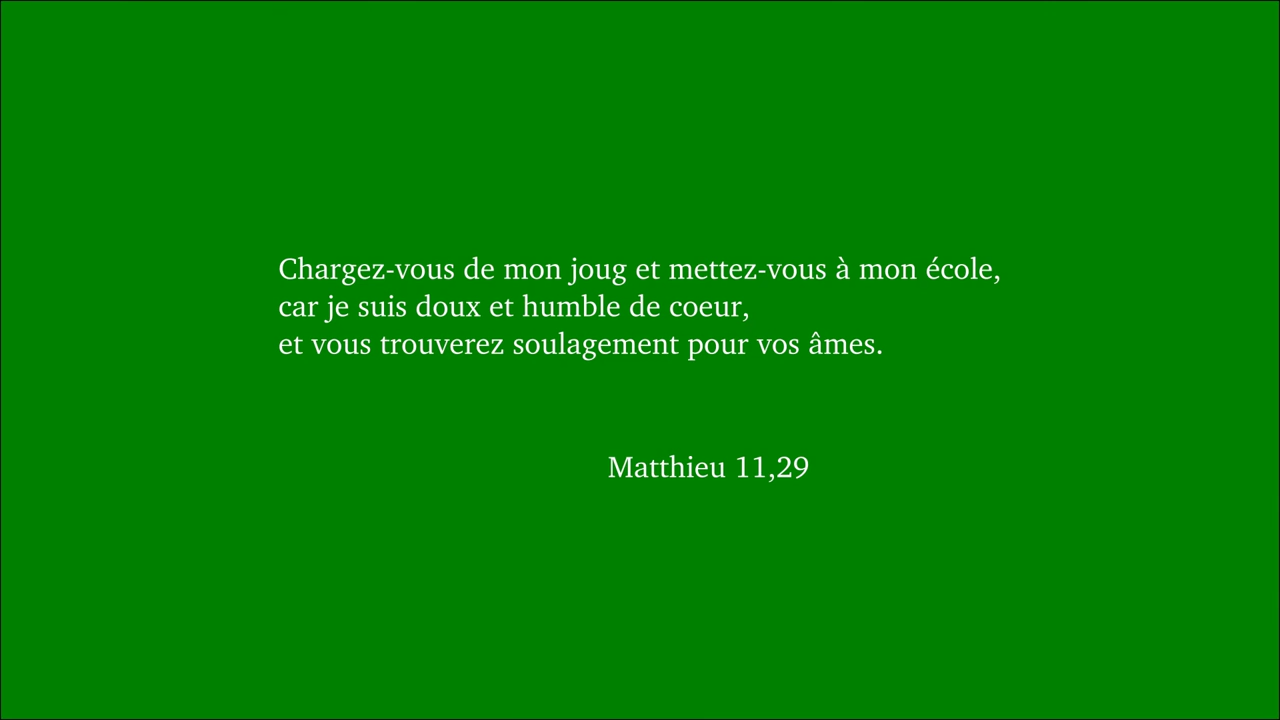 Chargez-vous de mon joug et mettez-vous à mon école,
car je suis doux et humble de coeur,
et vous trouverez soulagement pour vos âmes.
Matthieu 11,29